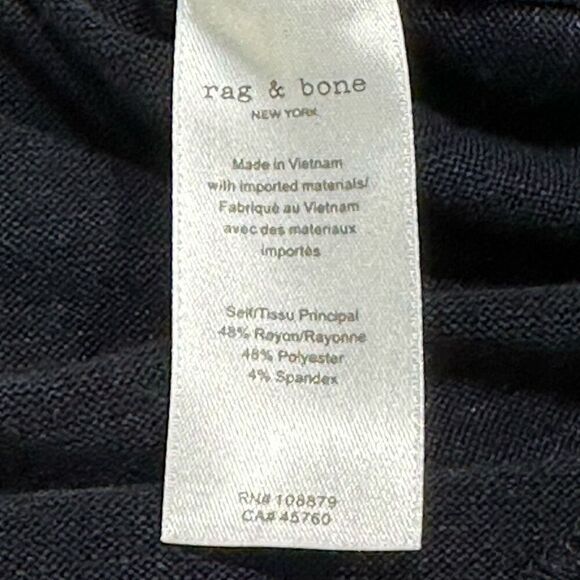 rag & bone
NEW YORK
Made in Vietnam
with imported materials/
Fabriqué au Vietnam
avec des materiaux
importés
Self/Tissu Principal
48% Rayon/Rayonne
48% Polyester
4% Spandex
RN# 108879
CA# 45760